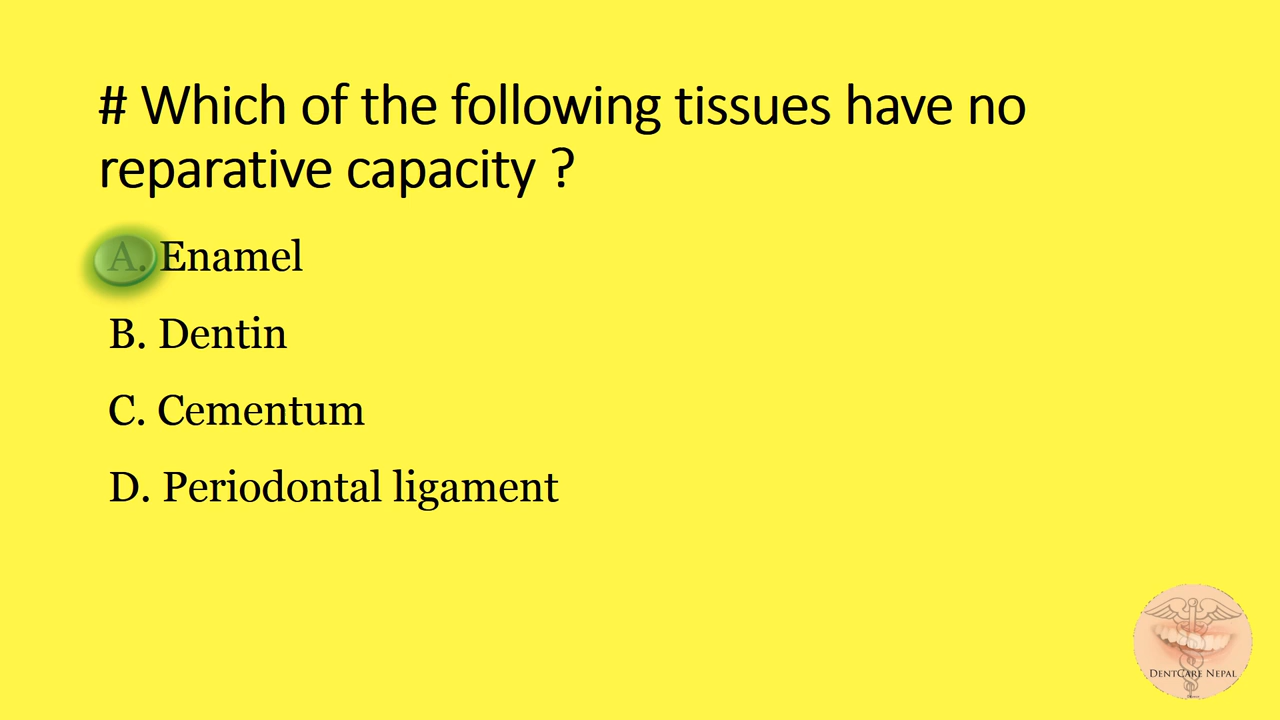 # Which of the following tissues have no
reparative capacity ?
A. Enamel
B. Dentin
C. Cementum
D. Periodontal ligament
DENTCARE NEPAL